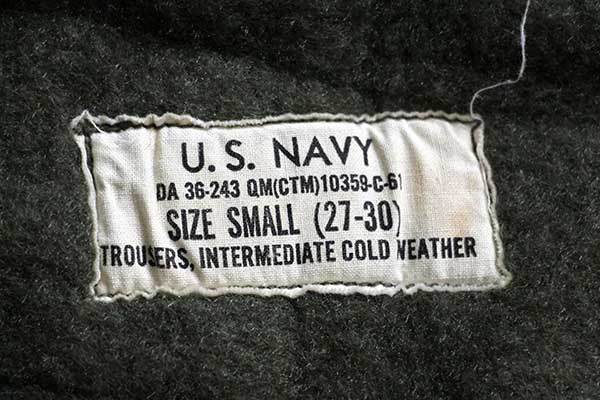 U.S. NAVY
DA 36-243 QM(CTM)10359-C-61
SIZE SMALL (27-30)
TROUSERS, INTERMEDIATE COLD WEATHER